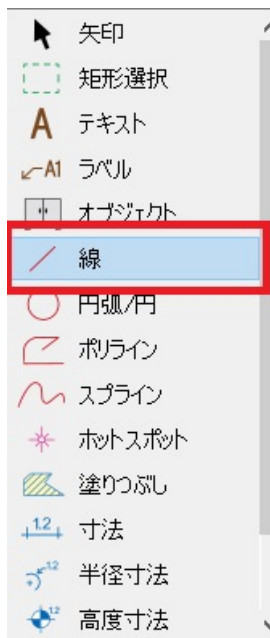 矢印
矩形選択
A テキスト
A1 ラベル
オブジェクト
線
円弧/円
ポリライン
スプライン
ホットスポット
塗りつぶし
1.2 寸法
12 半径寸法
12 高度寸法